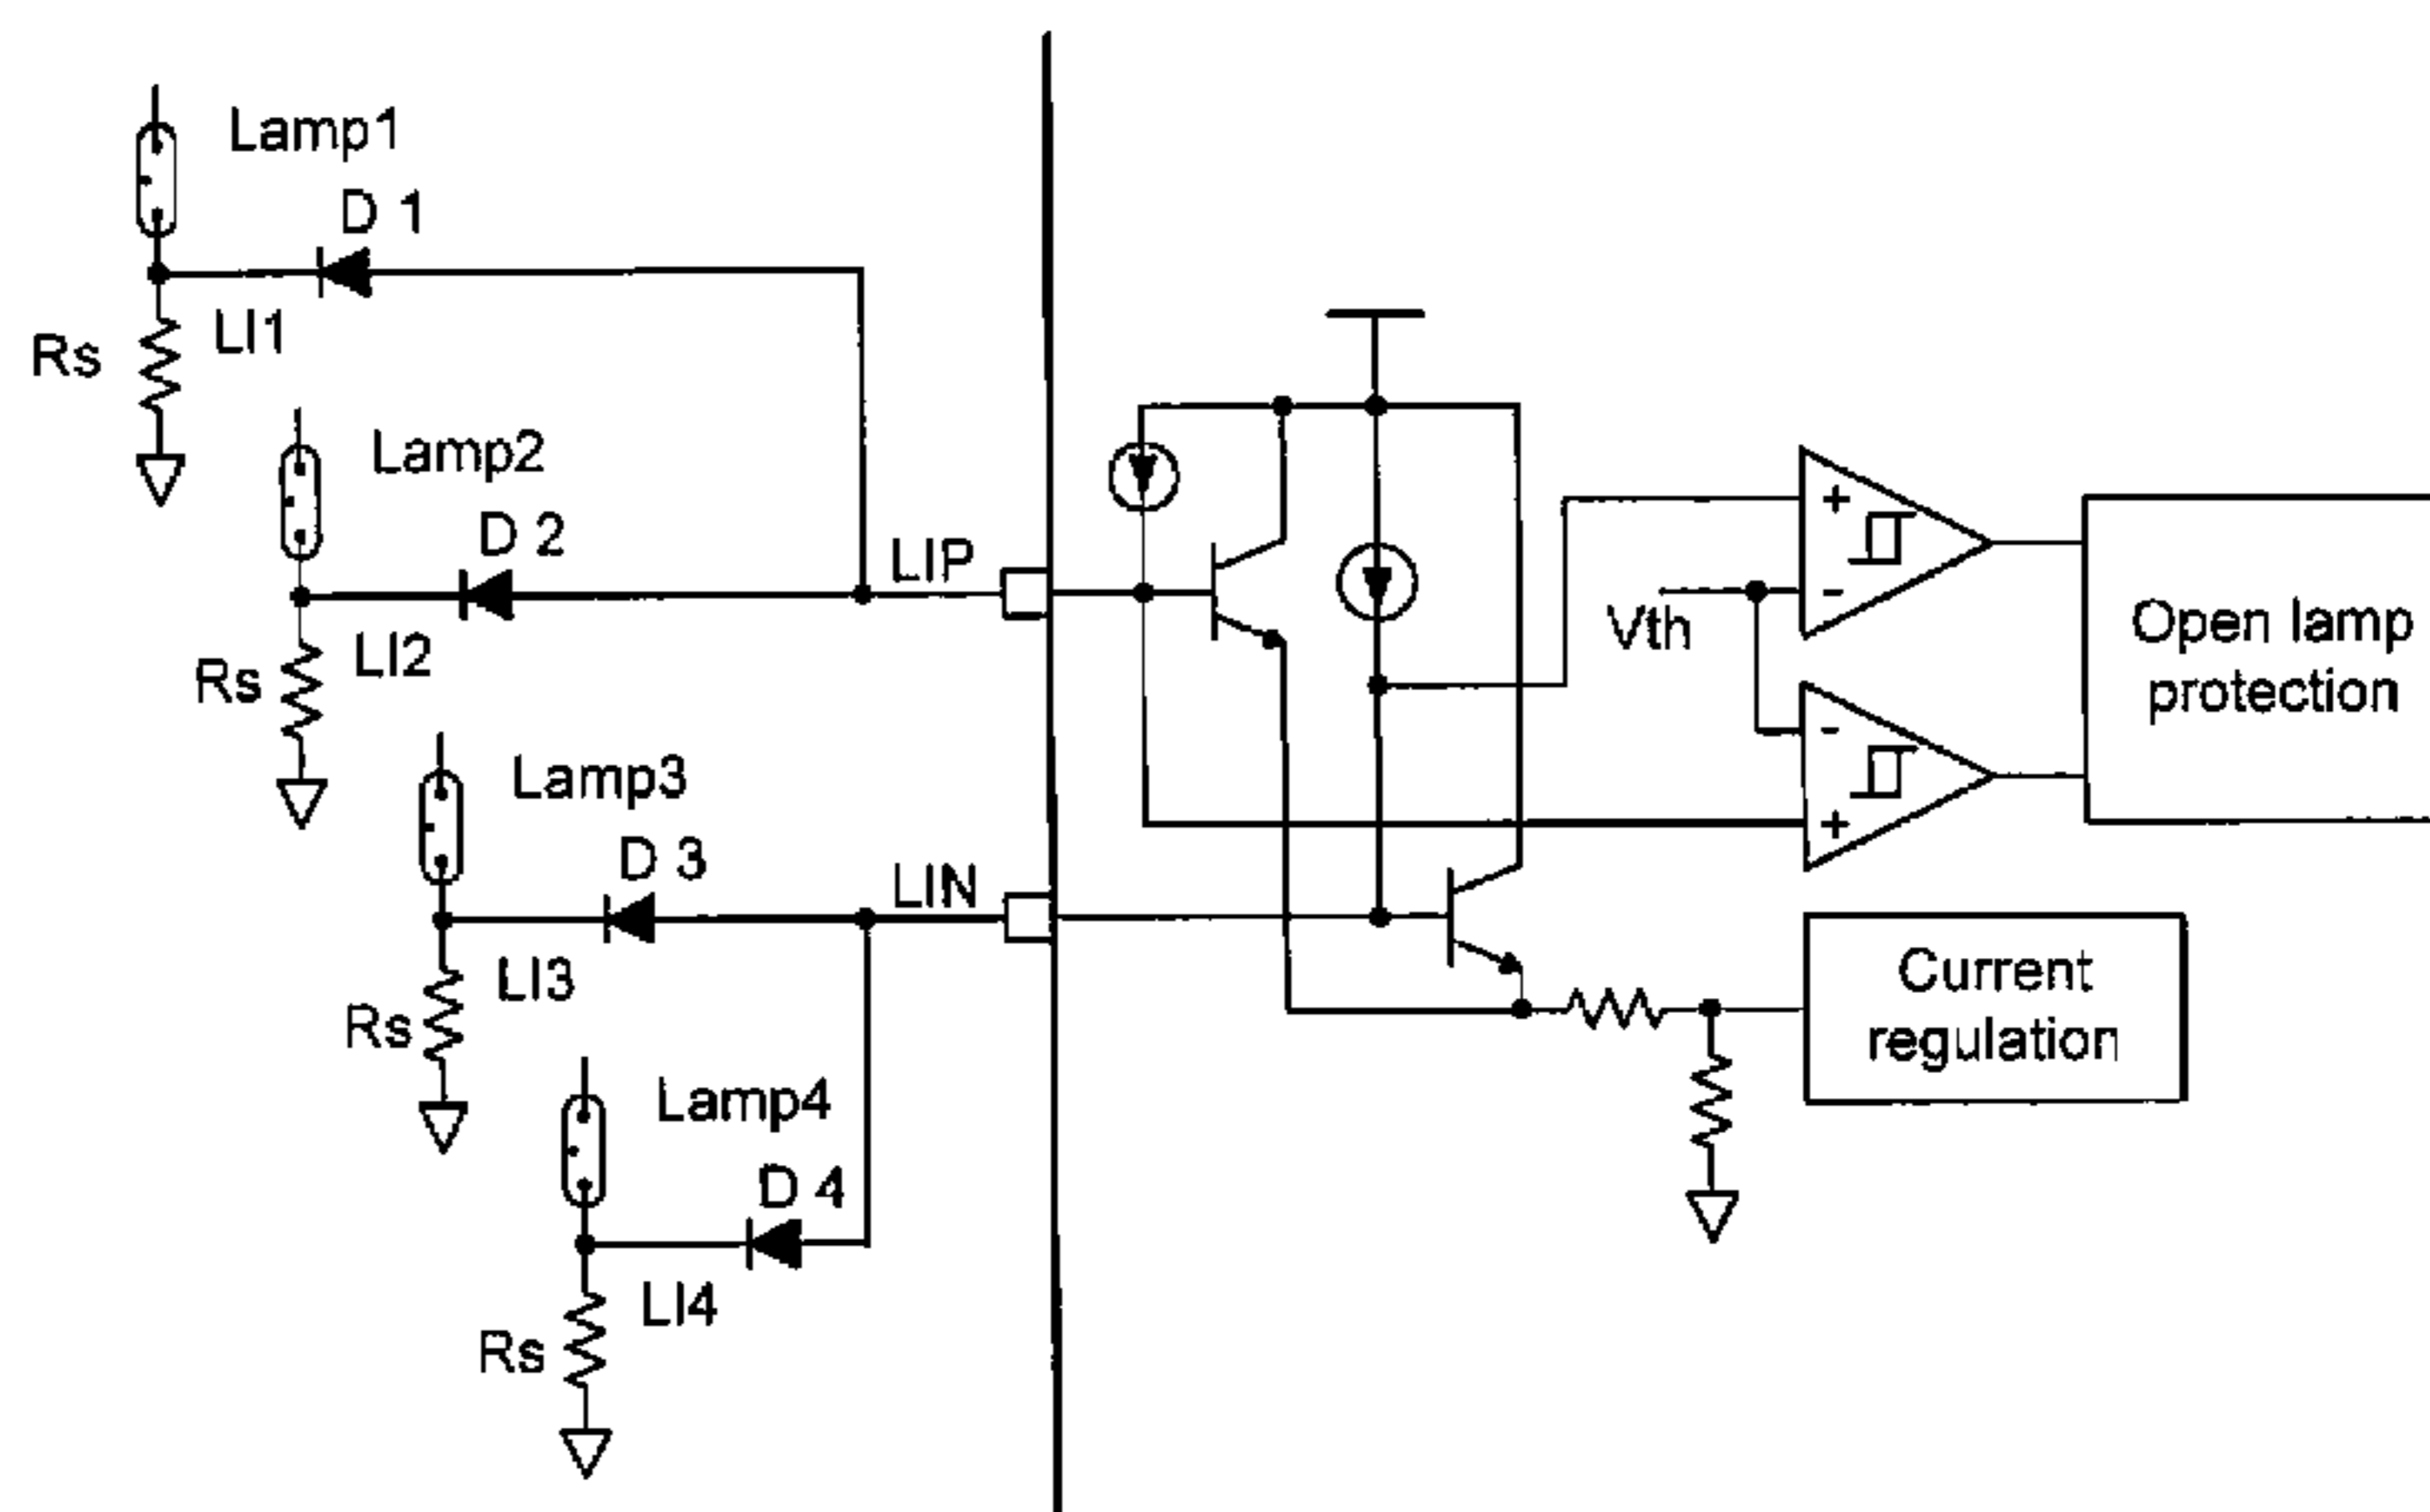 Lamp1
D 1
LI1
Rs
Lamp2
D 2
LIP
LI2
Rs
Lamp3
D 3
LIN
LI3
Rs
Lamp4
D 4
LI4
Rs
+
-
Vth
-
+
Open lamp
protection
Current
regulation